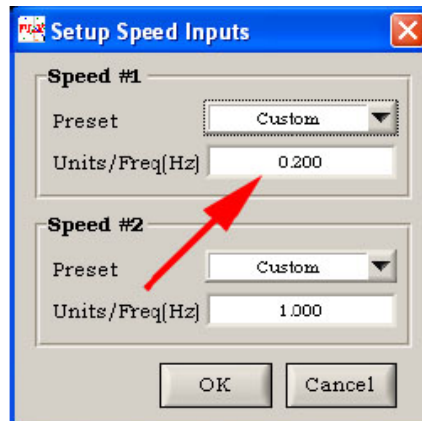 Setup Speed Inputs
Speed #1
Preset Custom
Units/Freq(Hz) 0.200
Speed #2
Preset Custom
Units/Freq(Hz) 1.000
OK Cancel